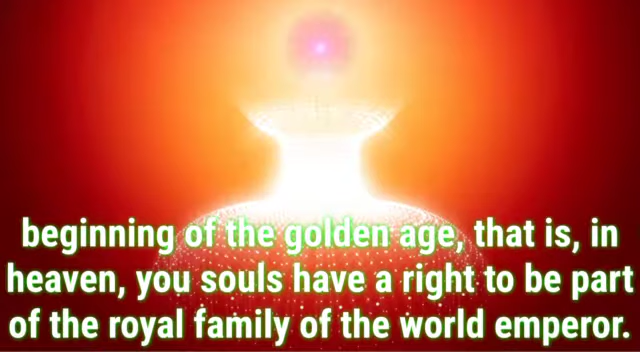 beginning of the golden age, that is, in
heaven, you souls have a right to be part
of the royal family of the world emperor.